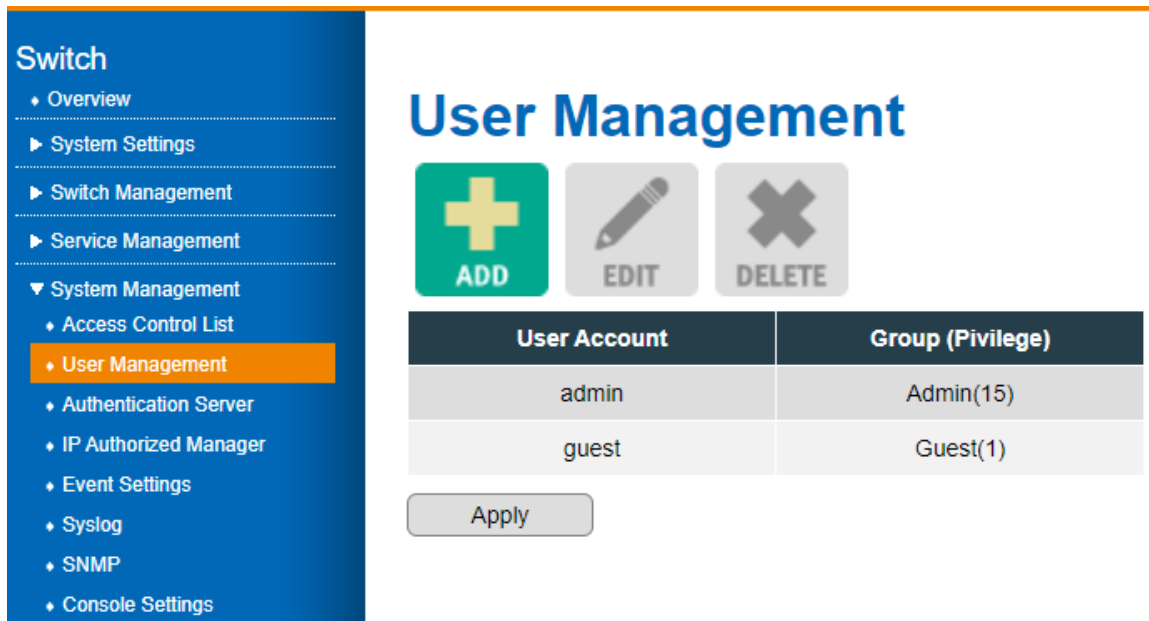 Switch
Overview
System Settings
Switch Management
Service Management
System Management
Access Control List
User Management
Authentication Server
IP Authorized Manager
Event Settings
Syslog
SNMP
Console Settings
User Management
ADD EDIT DELETE
User Account Group (Pivilege)
admin Admin(15)
guest Guest(1)
Apply